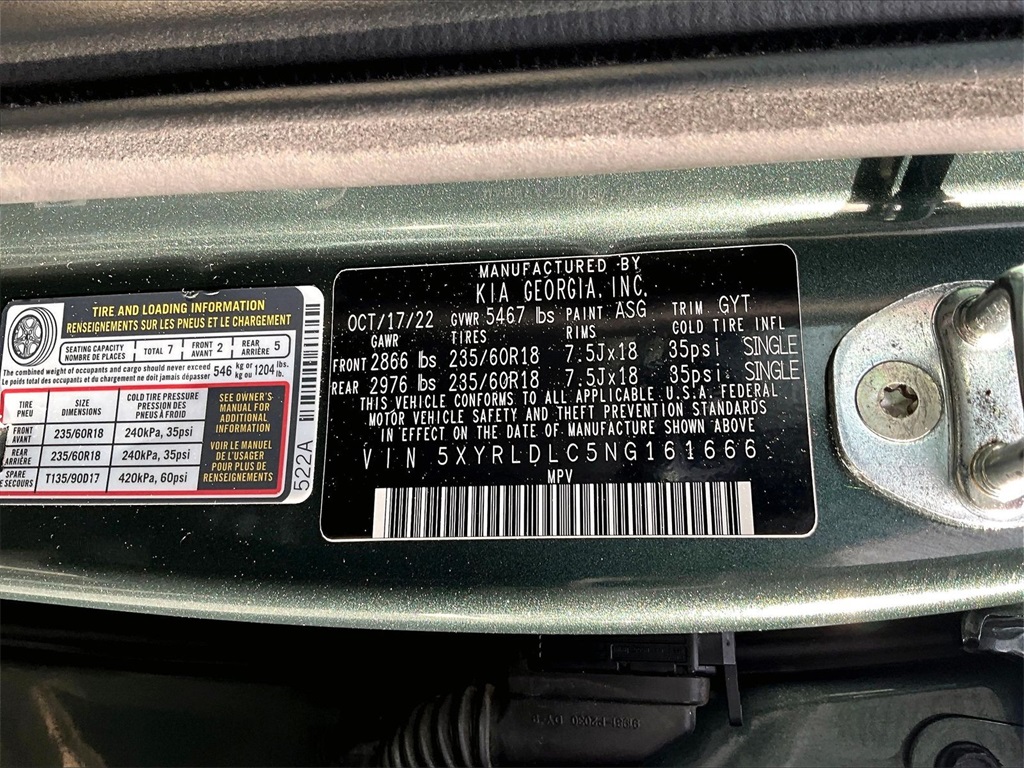 TIRE AND LOADING INFORMATION
RENSEIGNEMENTS SUR LES PNEUS ET LE CHARGEMENT
SEATING CAPACITY
NOMBRE DE PLACES
TOTAL 7
FRONT
AVANT 2
REAR
ARRIÈRE 5
The combined weight of occupants and cargo should never exceed
Le poids total des occupants et du chargement ne doit jamais dépasser
546 kg or 1204 lbs.
kg ou lb.
TIRE
PNEU
SIZE
DIMENSIONS
COLD TIRE PRESSURE
PRESSION DES
PNEUS À FROID
FRONT
AVANT
235/60R18
240kPa, 35psi
REAR
ARRIÈRE
235/60R18
240kPa, 35psi
SPARE
DE SECOURS
T135/90D17
420kPa, 60psi
SEE OWNER'S
MANUAL FOR
ADDITIONAL
INFORMATION
VOIR LE MANUEL
POUR PLUS DE
RENSEIGNEMENTS
522A
MANUFACTURED BY
KIA GEORGIA, INC.
OCT/17/22 GVWR 5467 lbs PAINT ASG TRIM GYT
GAWR TIRES RIMS COLD TIRE INFL
FRONT 2866 lbs 235/60R18 7.5Jx18 35psi SINGLE
REAR 2976 lbs 235/60R18 7.5Jx18 35psi SINGLE
THIS VEHICLE CONFORMS TO ALL APPLICABLE U.S.A. FEDERAL
MOTOR VEHICLE SAFETY AND THEFT PREVENTION STANDARDS
IN EFFECT ON THE DATE OF MANUFACTURE SHOWN ABOVE
VIN 5XYRLDLC5NG161666
MPV